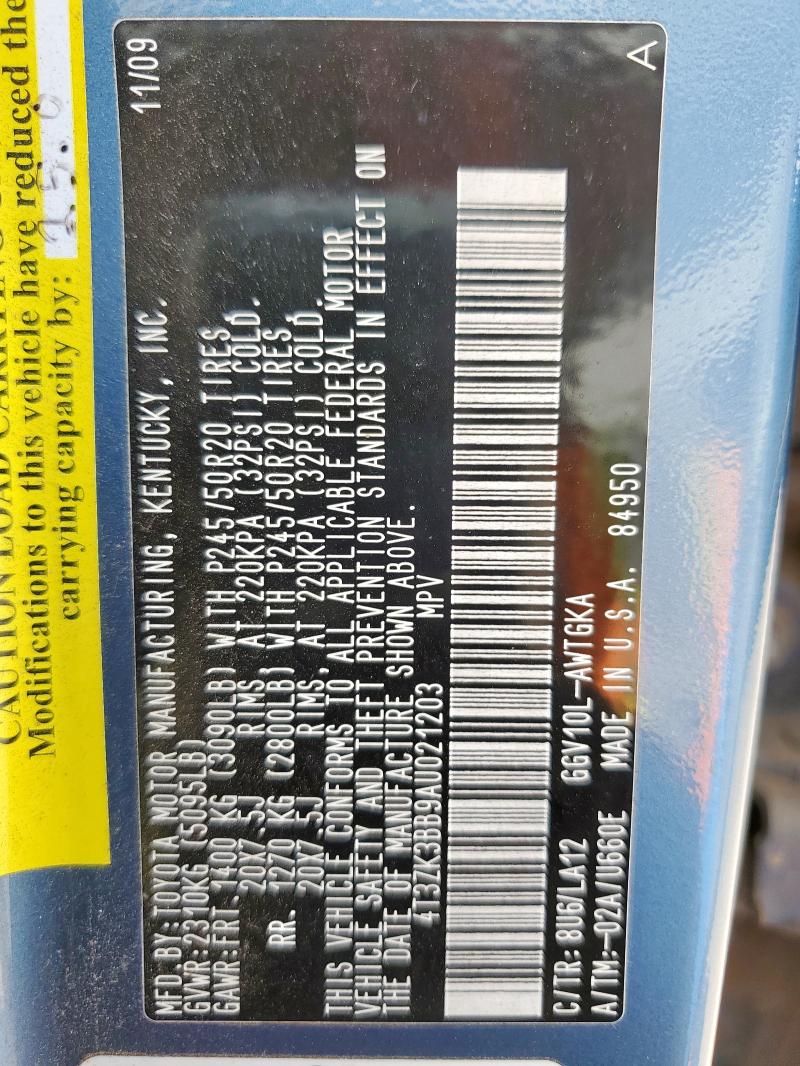 CAUTION LOAD
Modifications to this vehicle have reduced the
carrying capacity by:
MFD.BY:TOYOTA MOTOR MANUFACTURING, KENTUCKY, INC. 11/09
GVWR:2310KG (5095LB)
GAWR:FRT. 1400 KG (3090LB) WITH P245/50R20 TIRES,
20X7.5J RIMS, AT 220KPA (32PSI) COLD.
RR. 1270 KG (2800LB) WITH P245/50R20 TIRES,
20X7.5J RIMS, AT 220KPA (32PSI) COLD.
THIS VEHICLE CONFORMS TO ALL APPLICABLE FEDERAL MOTOR
VEHICLE SAFETY AND THEFT PREVENTION STANDARDS IN EFFECT ON
THE DATE OF MANUFACTURE SHOWN ABOVE.
4T3ZK3BB9AU021203 MPV
C/TR: 8U6/LA12 GGV10L-AWTGKA
A/TM:-02A/U660E MADE IN U.S.A. 84950 A